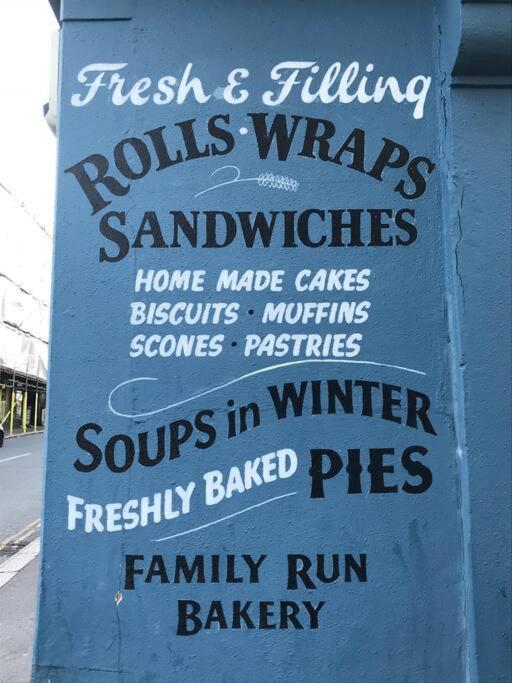 Fresh & Filling
ROLLS · WRAPS
SANDWICHES
HOME MADE CAKES
BISCUITS · MUFFINS
SCONES · PASTRIES
SOUPS in WINTER
FRESHLY BAKED PIES
FAMILY RUN
BAKERY